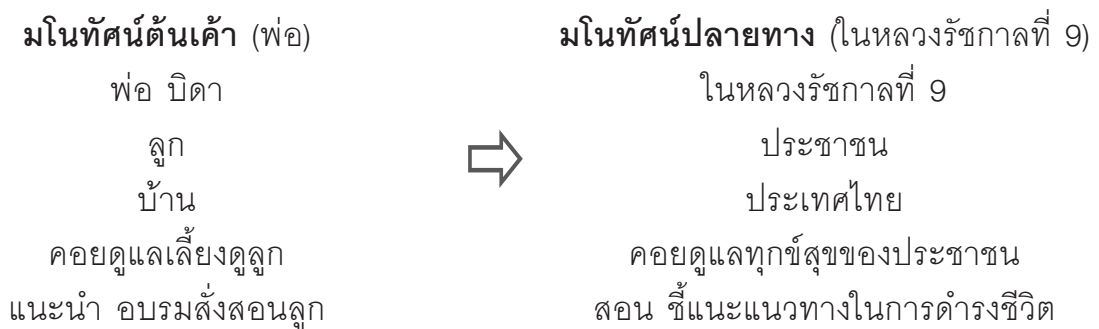 มโนทัศน์ต้นเค้า (พ่อ) มโนทัศน์ปลายทาง (ในหลวงรัชกาลที่ 9)
พ่อ บิดา ในหลวงรัชกาลที่ 9
ลูก ประชาชน
บ้าน ประเทศไทย
คอยดูแลเลี้ยงดูลูก คอยดูแลทุกข์สุขของประชาชน
แนะนำ อบรมสั่งสอนลูก สอน ชี้แนะแนวทางในการดำรงชีวิต